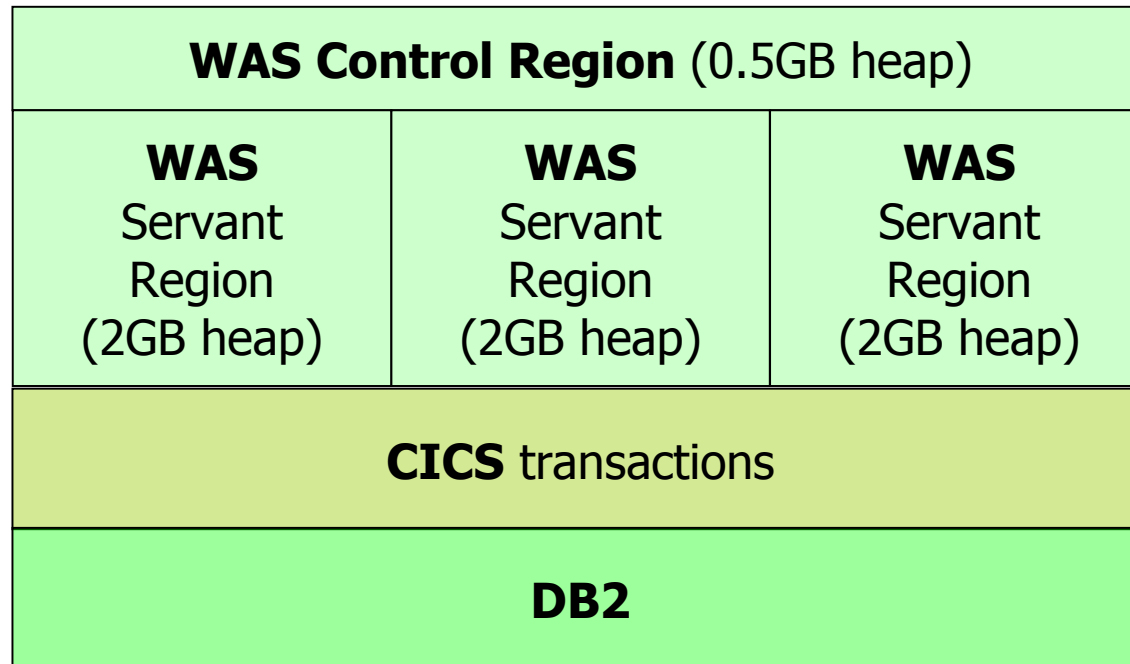 WAS Control Region (0.5GB heap)
WAS
Servant
Region
(2GB heap)
WAS
Servant
Region
(2GB heap)
WAS
Servant
Region
(2GB heap)
CICS transactions
DB2